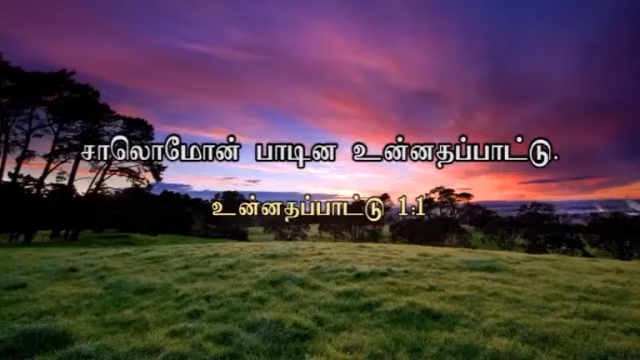 சாலொமோன் பாடின உன்னதப்பாட்டு.
உன்னதப்பாட்டு 1:1